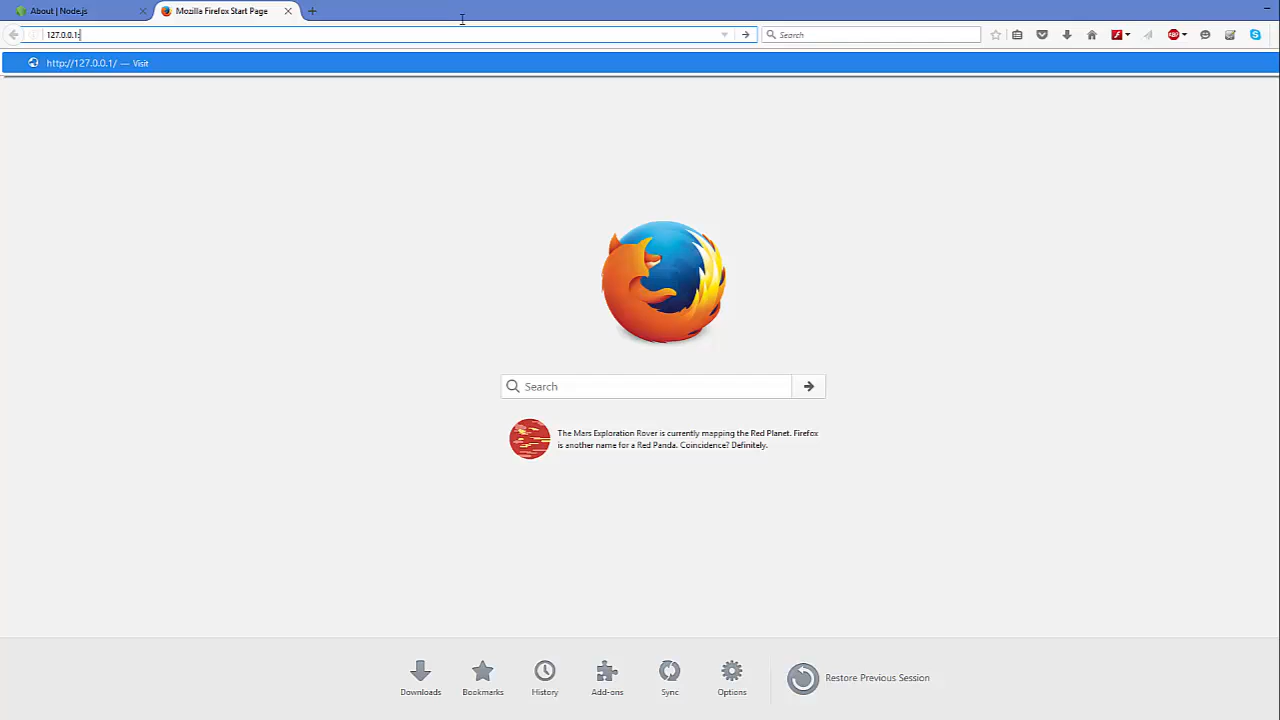 About | Node.js
Mozilla Firefox Start Page
127.0.0.1:
Search
http://127.0.0.1/ — Visit
Search
The Mars Exploration Rover is currently mapping the Red Planet. Firefox
is another name for a Red Panda. Coincidence? Definitely.
Downloads
Bookmarks
History
Add-ons
Sync
Options
Restore Previous Session